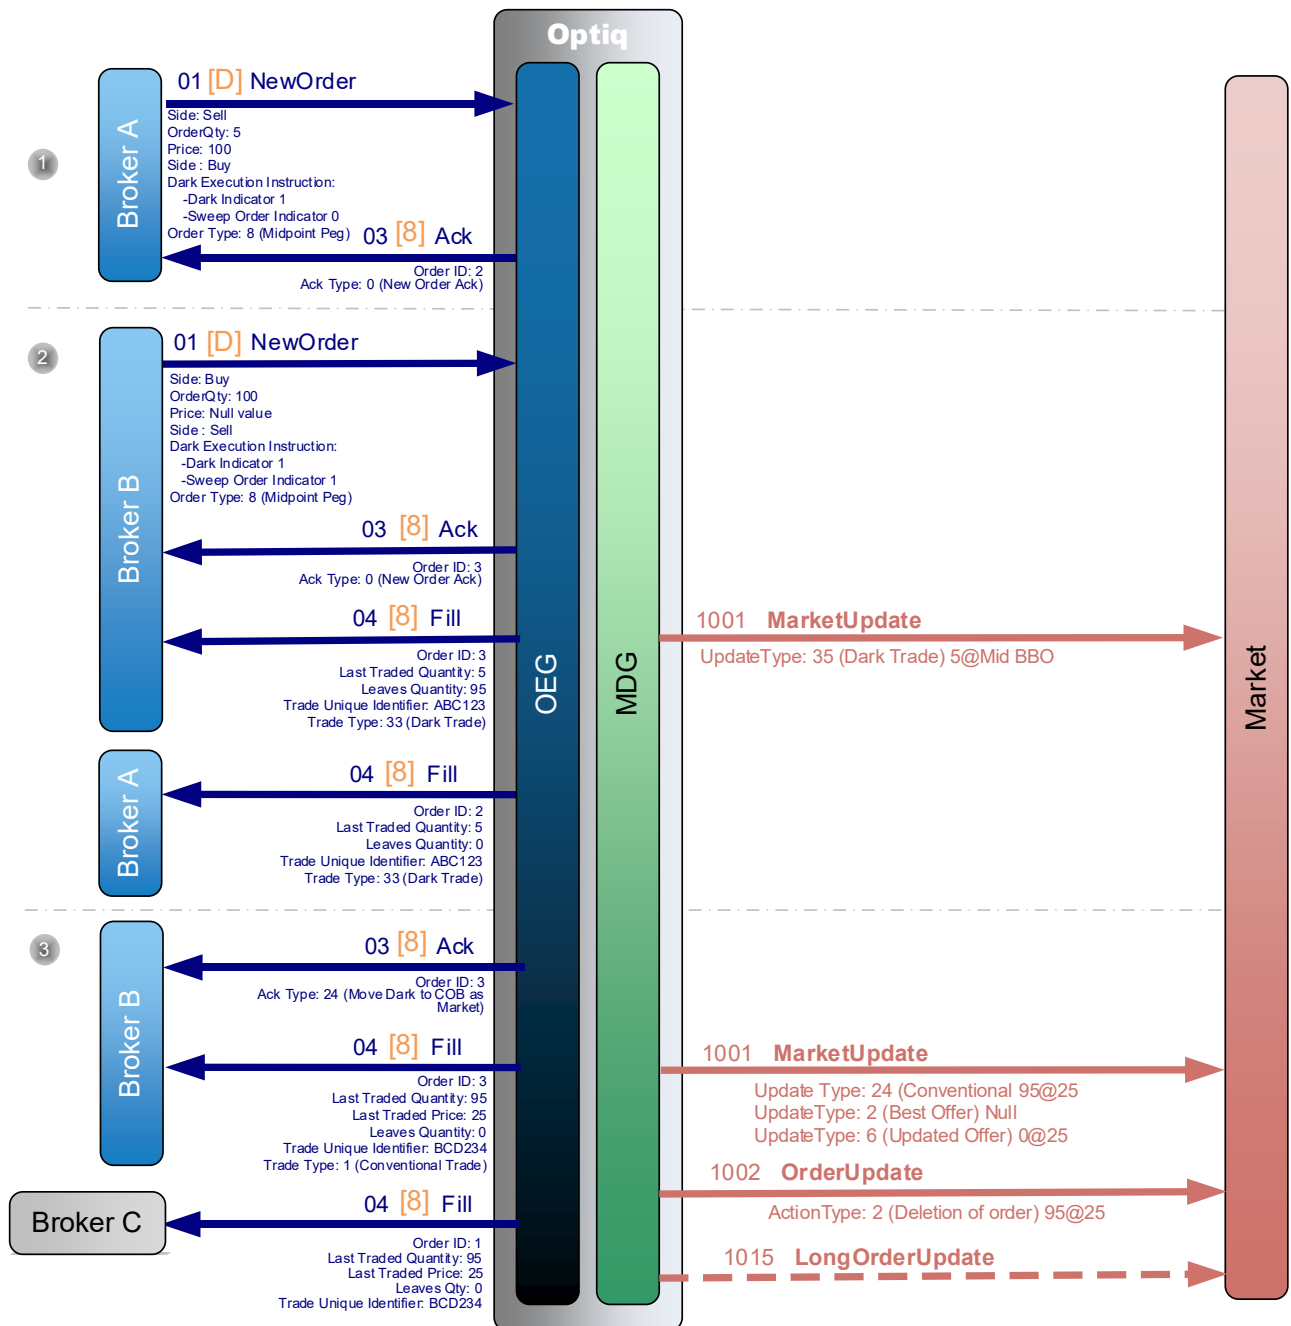 Optiq
01 [D] NewOrder
Side: Sell
OrderQty: 5
Price: 100
Side : Buy
Dark Execution Instruction:
-Dark Indicator 1
-Sweep Order Indicator 0
Order Type: 8 (Midpoint Peg)
03 [8] Ack
Order ID: 2
Ack Type: 0 (New Order Ack)
1
Broker A
2
01 [D] NewOrder
Side: Buy
OrderQty: 100
Price: Null value
Side : Sell
Dark Execution Instruction:
-Dark Indicator 1
-Sweep Order Indicator 1
Order Type: 8 (Midpoint Peg)
03 [8] Ack
Order ID: 3
Ack Type: 0 (New Order Ack)
Broker B
04 [8] Fill
Order ID: 3
Last Traded Quantity: 5
Leaves Quantity: 95
Trade Unique Identifier: ABC123
Trade Type: 33 (Dark Trade)
1001 MarketUpdate
UpdateType: 35 (Dark Trade) 5@Mid BBO
OEG
MDG
Market
Broker A
04 [8] Fill
Order ID: 2
Last Traded Quantity: 5
Leaves Quantity: 0
Trade Unique Identifier: ABC123
Trade Type: 33 (Dark Trade)
3
Broker B
03 [8] Ack
Order ID: 3
Ack Type: 24 (Move Dark to COB as
Market)
04 [8] Fill
Order ID: 3
Last Traded Quantity: 95
Last Traded Price: 25
Leaves Quantity: 0
Trade Unique Identifier: BCD234
Trade Type: 1 (Conventional Trade)
1001 MarketUpdate
Update Type: 24 (Conventional 95@25
UpdateType: 2 (Best Offer) Null
UpdateType: 6 (Updated Offer) 0@25
1002 OrderUpdate
ActionType: 2 (Deletion of order) 95@25
Broker C
04 [8] Fill
Order ID: 1
Last Traded Quantity: 95
Last Traded Price: 25
Leaves Qty: 0
Trade Unique Identifier: BCD234
1015 LongOrderUpdate